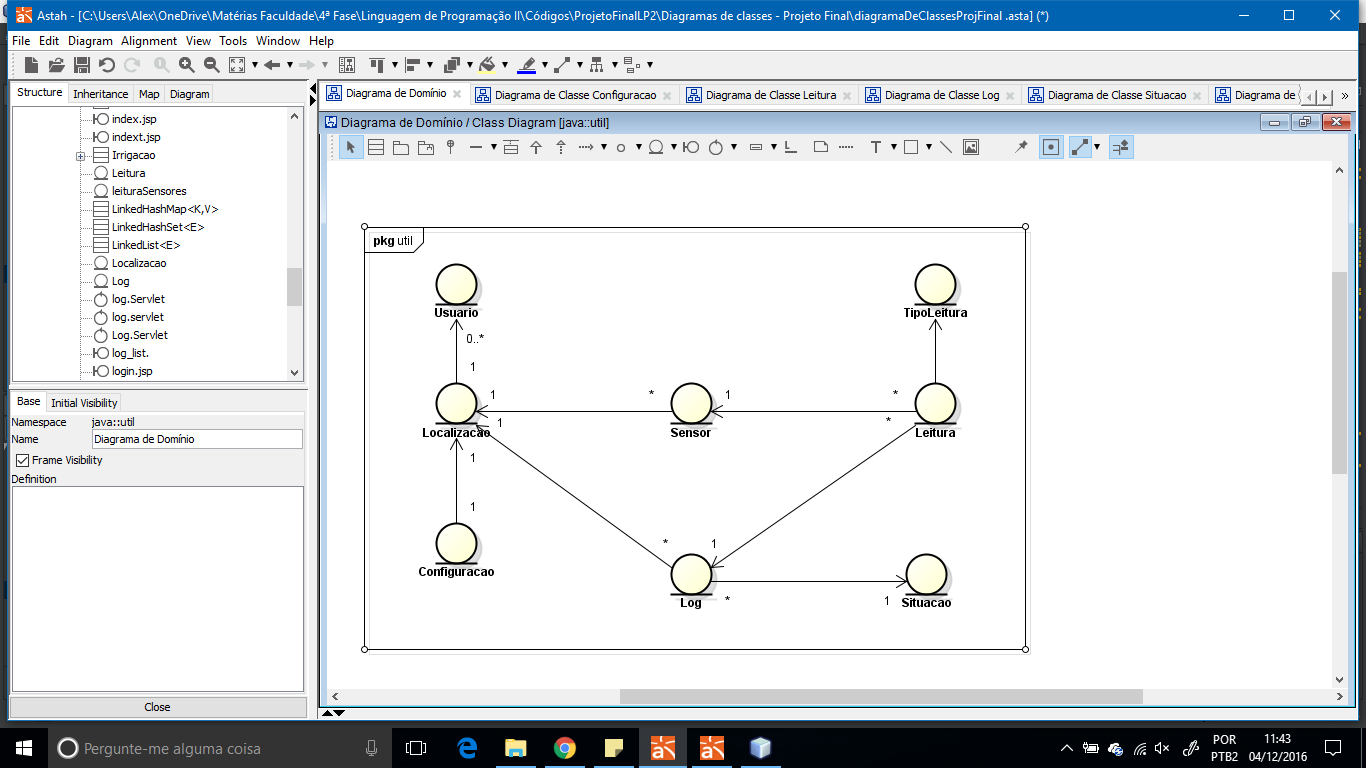 Astah - [C:\Users\Alex\OneDrive\Matérias Faculdade\4ª Fase\Linguagem de Programação II\Códigos\ProjetoFinalLP2\Diagramas de classes - Projeto Final\diagramaDeClassesProjFinal .asta] (*)
File Edit Diagram Alignment View Tools Window Help
Structure Inheritance Map Diagram
Diagrama de Domínio Diagrama de Classe Configuracao Diagrama de Classe Leitura Diagrama de Classe Log Diagrama de Classe Situacao Diagrama de
Diagrama de Domínio / Class Diagram [java::util]
index.jsp
indext.jsp
Irrigacao
Leitura
leituraSensores
LinkedHashMap<K,V>
LinkedHashSet<E>
LinkedList<E>
Localizacao
Log
log.Servlet
log.servlet
Log.Servlet
log_list.
login.jsp
Base Initial Visibility
Namespace java::util
Name Diagrama de Domínio
Frame Visibility
Definition
Close
pkg util
Usuario TipoLeitura
0..*
1
1 * 1 *
1 *
Localizacao Sensor Leitura
1
1
* 1
Configuracao
Log * 1 Situacao
Pergunte-me alguma coisa
POR 11:43
PTB2 04/12/2016